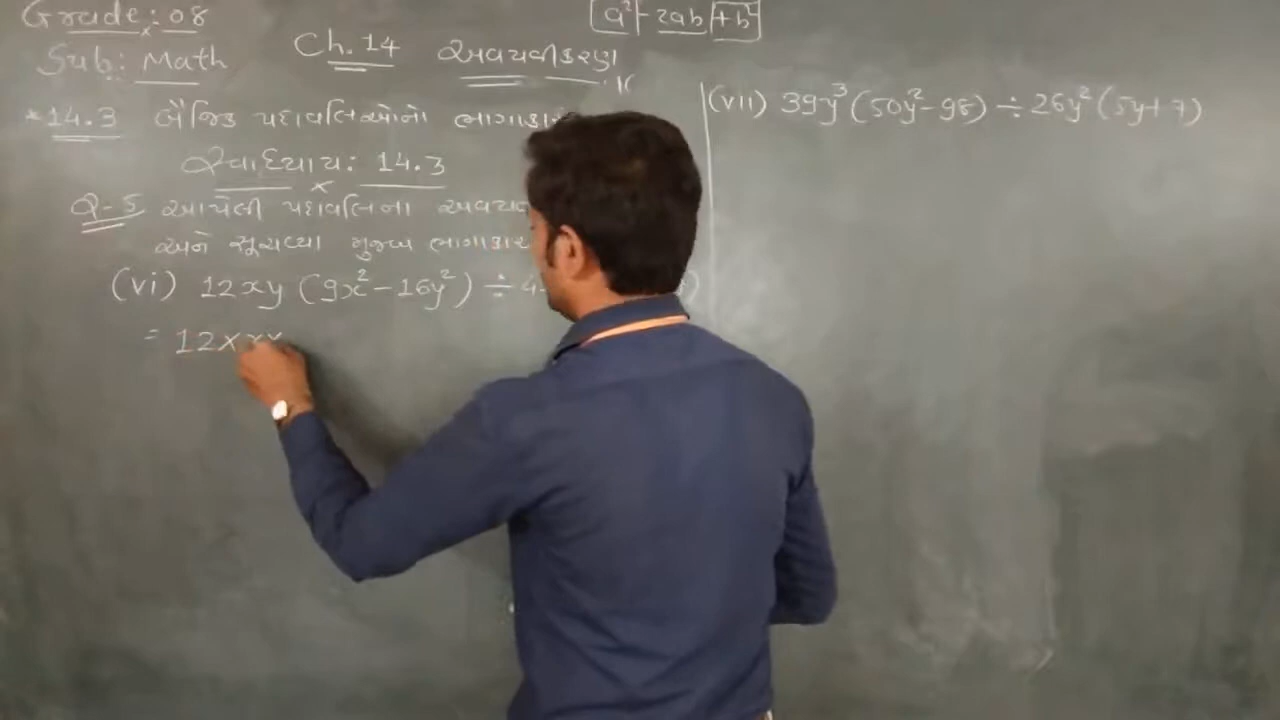 Grade: 08
Sub: Math
Ch. 14 અવયવીકરણ
* 14.3 બૈજિક પદાવલિઓનો
સ્વાધ્યાય: 14.3
Q-5 આપેલી પદાવલિના
અને સૂચવ્યા મુજબ ભાગાકાર
(vi) 12xy (9x² - 16y²) ÷ 4
= 12 x x x
a² - 2ab + b²
(vii) 39y³ (50y² - 98) ÷ 26y² (5y + 7)